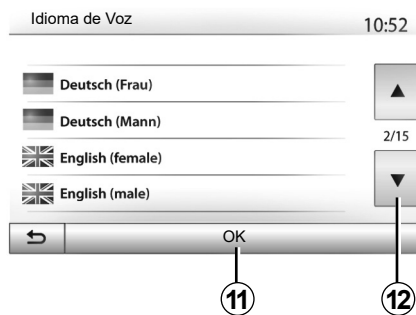 Idioma de Voz
10:52
Deutsch (Frau)
Deutsch (Mann)
2/15
English (female)
English (male)
OK
11
12